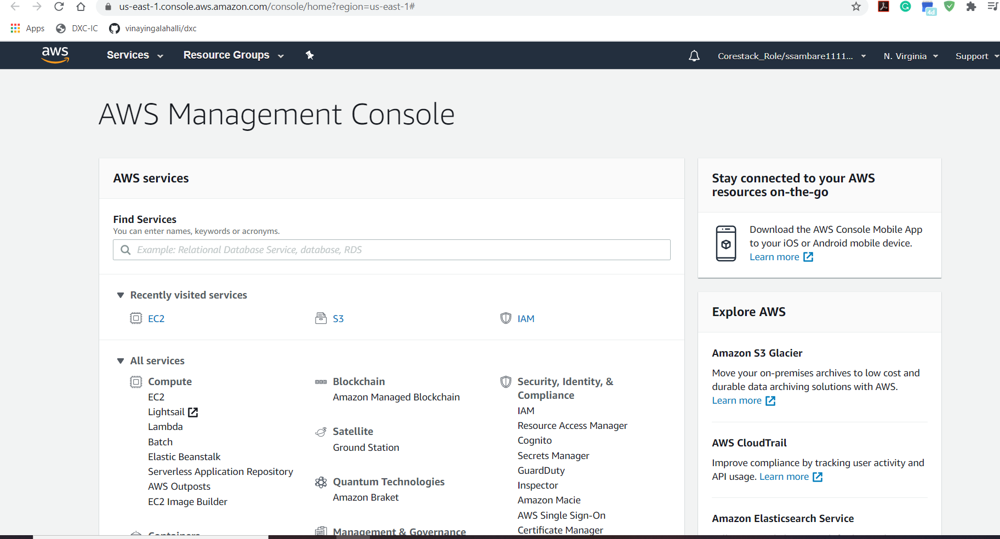 us-east-1.console.aws.amazon.com/console/home?region=us-east-1#
4d
Apps
DXC-IC
vinayingalahalli/dxc
aws
Services
Resource Groups
Corestack_Role/ssambare1111...
N. Virginia
Support
AWS Management Console
AWS services
Find Services
You can enter names, keywords or acronyms.
Example: Relational Database Service, database, RDS
Recently visited services
EC2
S3
IAM
All services
Compute
EC2
Lightsail
Lambda
Batch
Elastic Beanstalk
Serverless Application Repository
AWS Outposts
EC2 Image Builder
Containers
Blockchain
Amazon Managed Blockchain
Satellite
Ground Station
Quantum Technologies
Amazon Braket
Management & Governance
Security, Identity, &
Compliance
IAM
Resource Access Manager
Cognito
Secrets Manager
GuardDuty
Inspector
Amazon Macie
AWS Single Sign-On
Certificate Manager
Stay connected to your AWS
resources on-the-go
Download the AWS Console Mobile App
to your iOS or Android mobile device.
Learn more
Explore AWS
Amazon S3 Glacier
Move your on-premises archives to low cost and
durable data archiving solutions with AWS.
Learn more
AWS CloudTrail
Improve compliance by tracking user activity and
API usage. Learn more
Amazon Elasticsearch Service